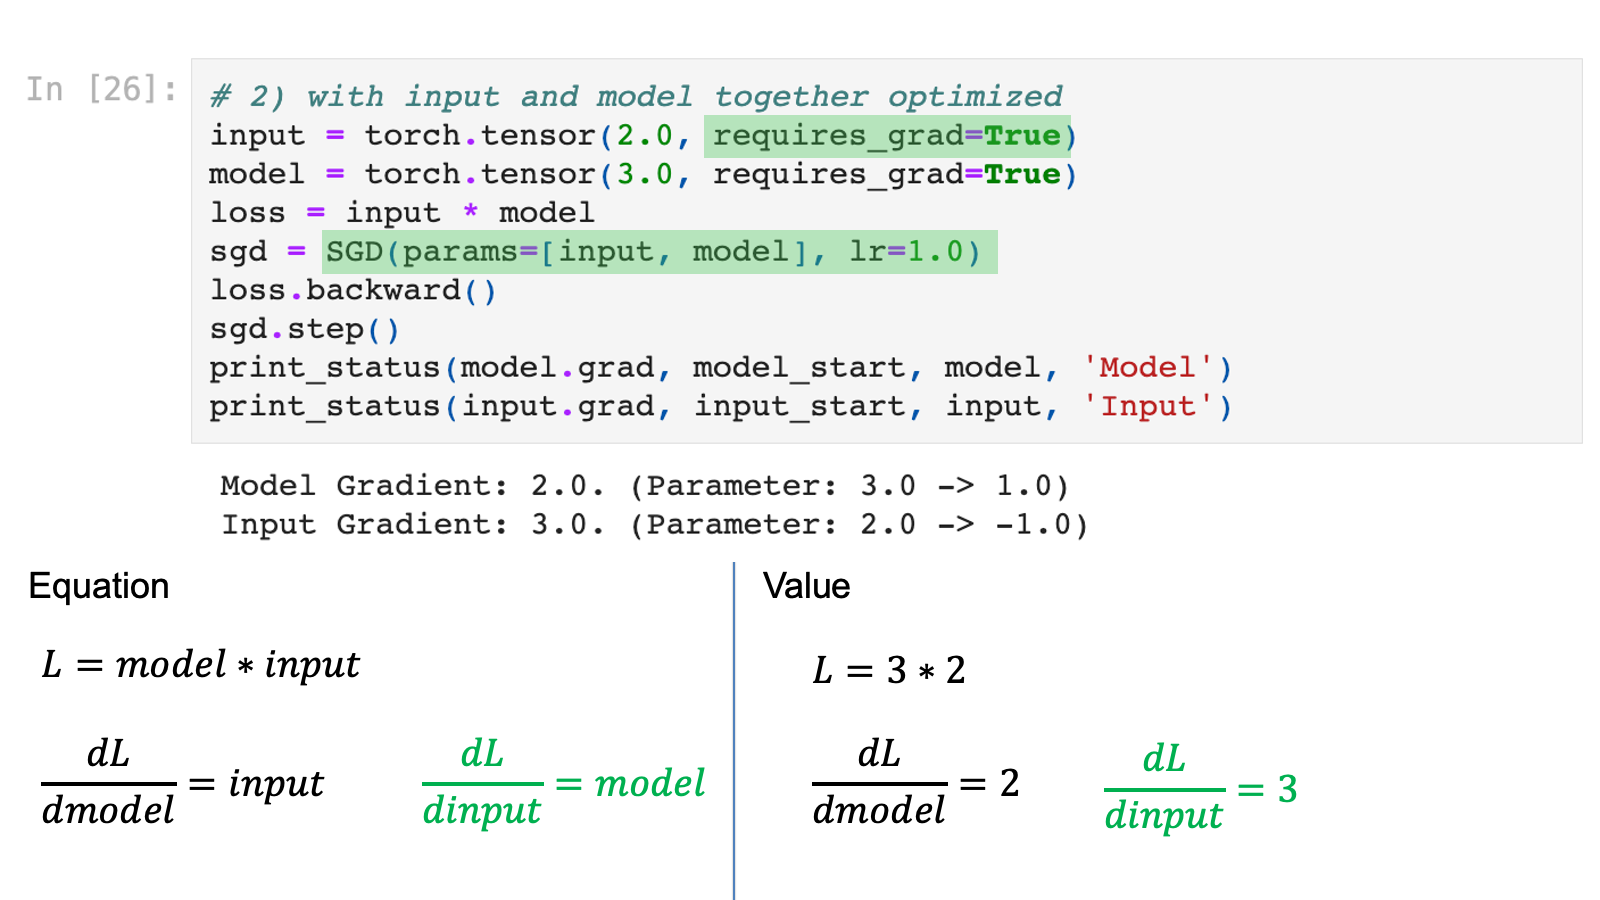 In [26]:
# 2) with input and model together optimized
input = torch.tensor(2.0, requires_grad=True)
model = torch.tensor(3.0, requires_grad=True)
loss = input * model
sgd = SGD(params=[input, model], lr=1.0)
loss.backward()
sgd.step()
print_status(model.grad, model_start, model, 'Model')
print_status(input.grad, input_start, input, 'Input')
Model Gradient: 2.0. (Parameter: 3.0 -> 1.0)
Input Gradient: 3.0. (Parameter: 2.0 -> -1.0)
Equation
L = model * input
dL/dmodel = input
dL/dinput = model
Value
L = 3 * 2
dL/dmodel = 2
dL/dinput = 3